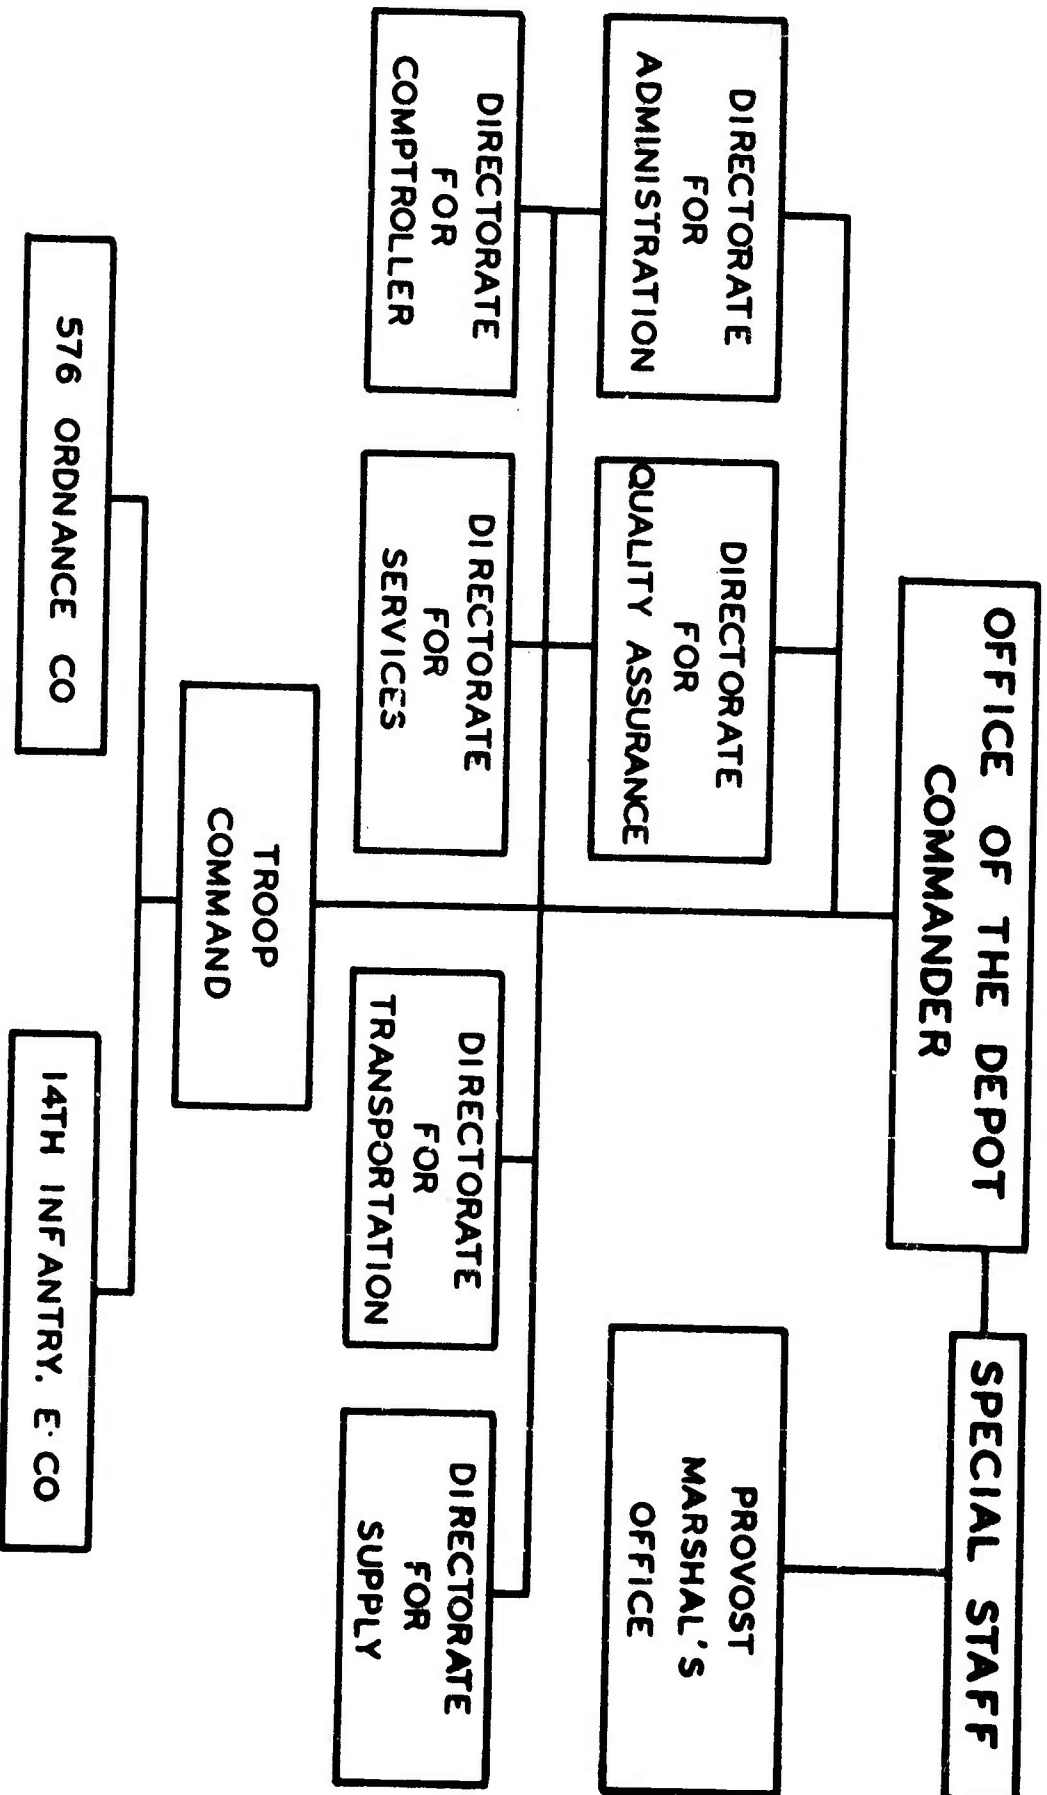 OFFICE OF THE DEPOT
COMMANDER
SPECIAL STAFF
DIRECTORATE
FOR
ADMINISTRATION
DIRECTORATE
FOR
QUALITY ASSURANCE
PROVOST
MARSHAL'S
OFFICE
DIRECTORATE
FOR
COMPTROLLER
DIRECTORATE
FOR
SERVICES
DIRECTORATE
FOR
TRANSPORTATION
DIRECTORATE
FOR
SUPPLY
TROOP
COMMAND
576 ORDNANCE CO
14TH INFANTRY. E. CO